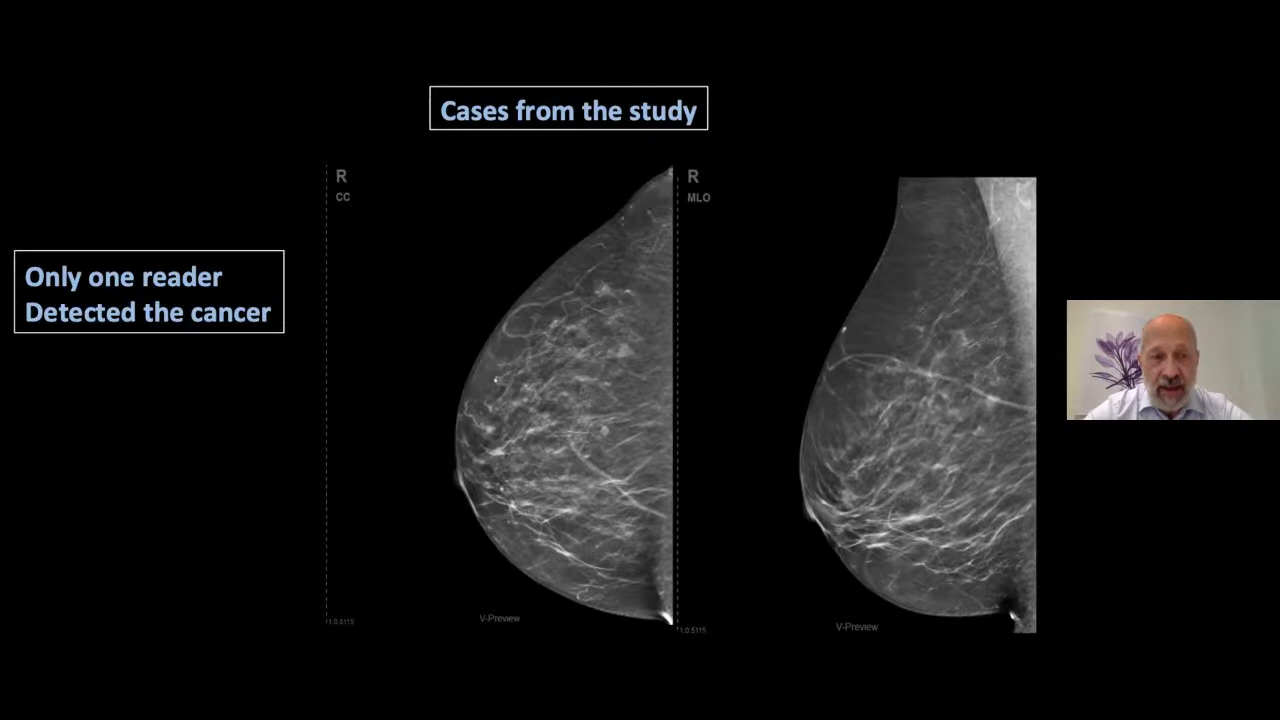 Cases from the study
Only one reader
Detected the cancer
R
CC
R
MLO
V-Preview
V-Preview